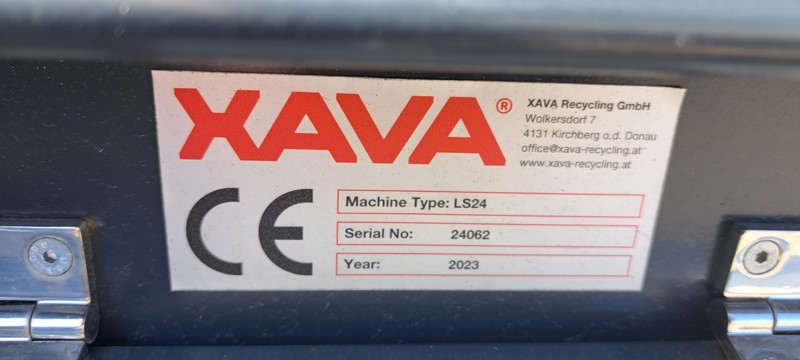 XAVA®
XAVA Recycling GmbH
Wolkersdorf 7
4131 Kirchberg o.d. Donau
office@xava-recycling.at
www.xava-recycling.at
CE
Machine Type: LS24
Serial No: 24062
Year: 2023